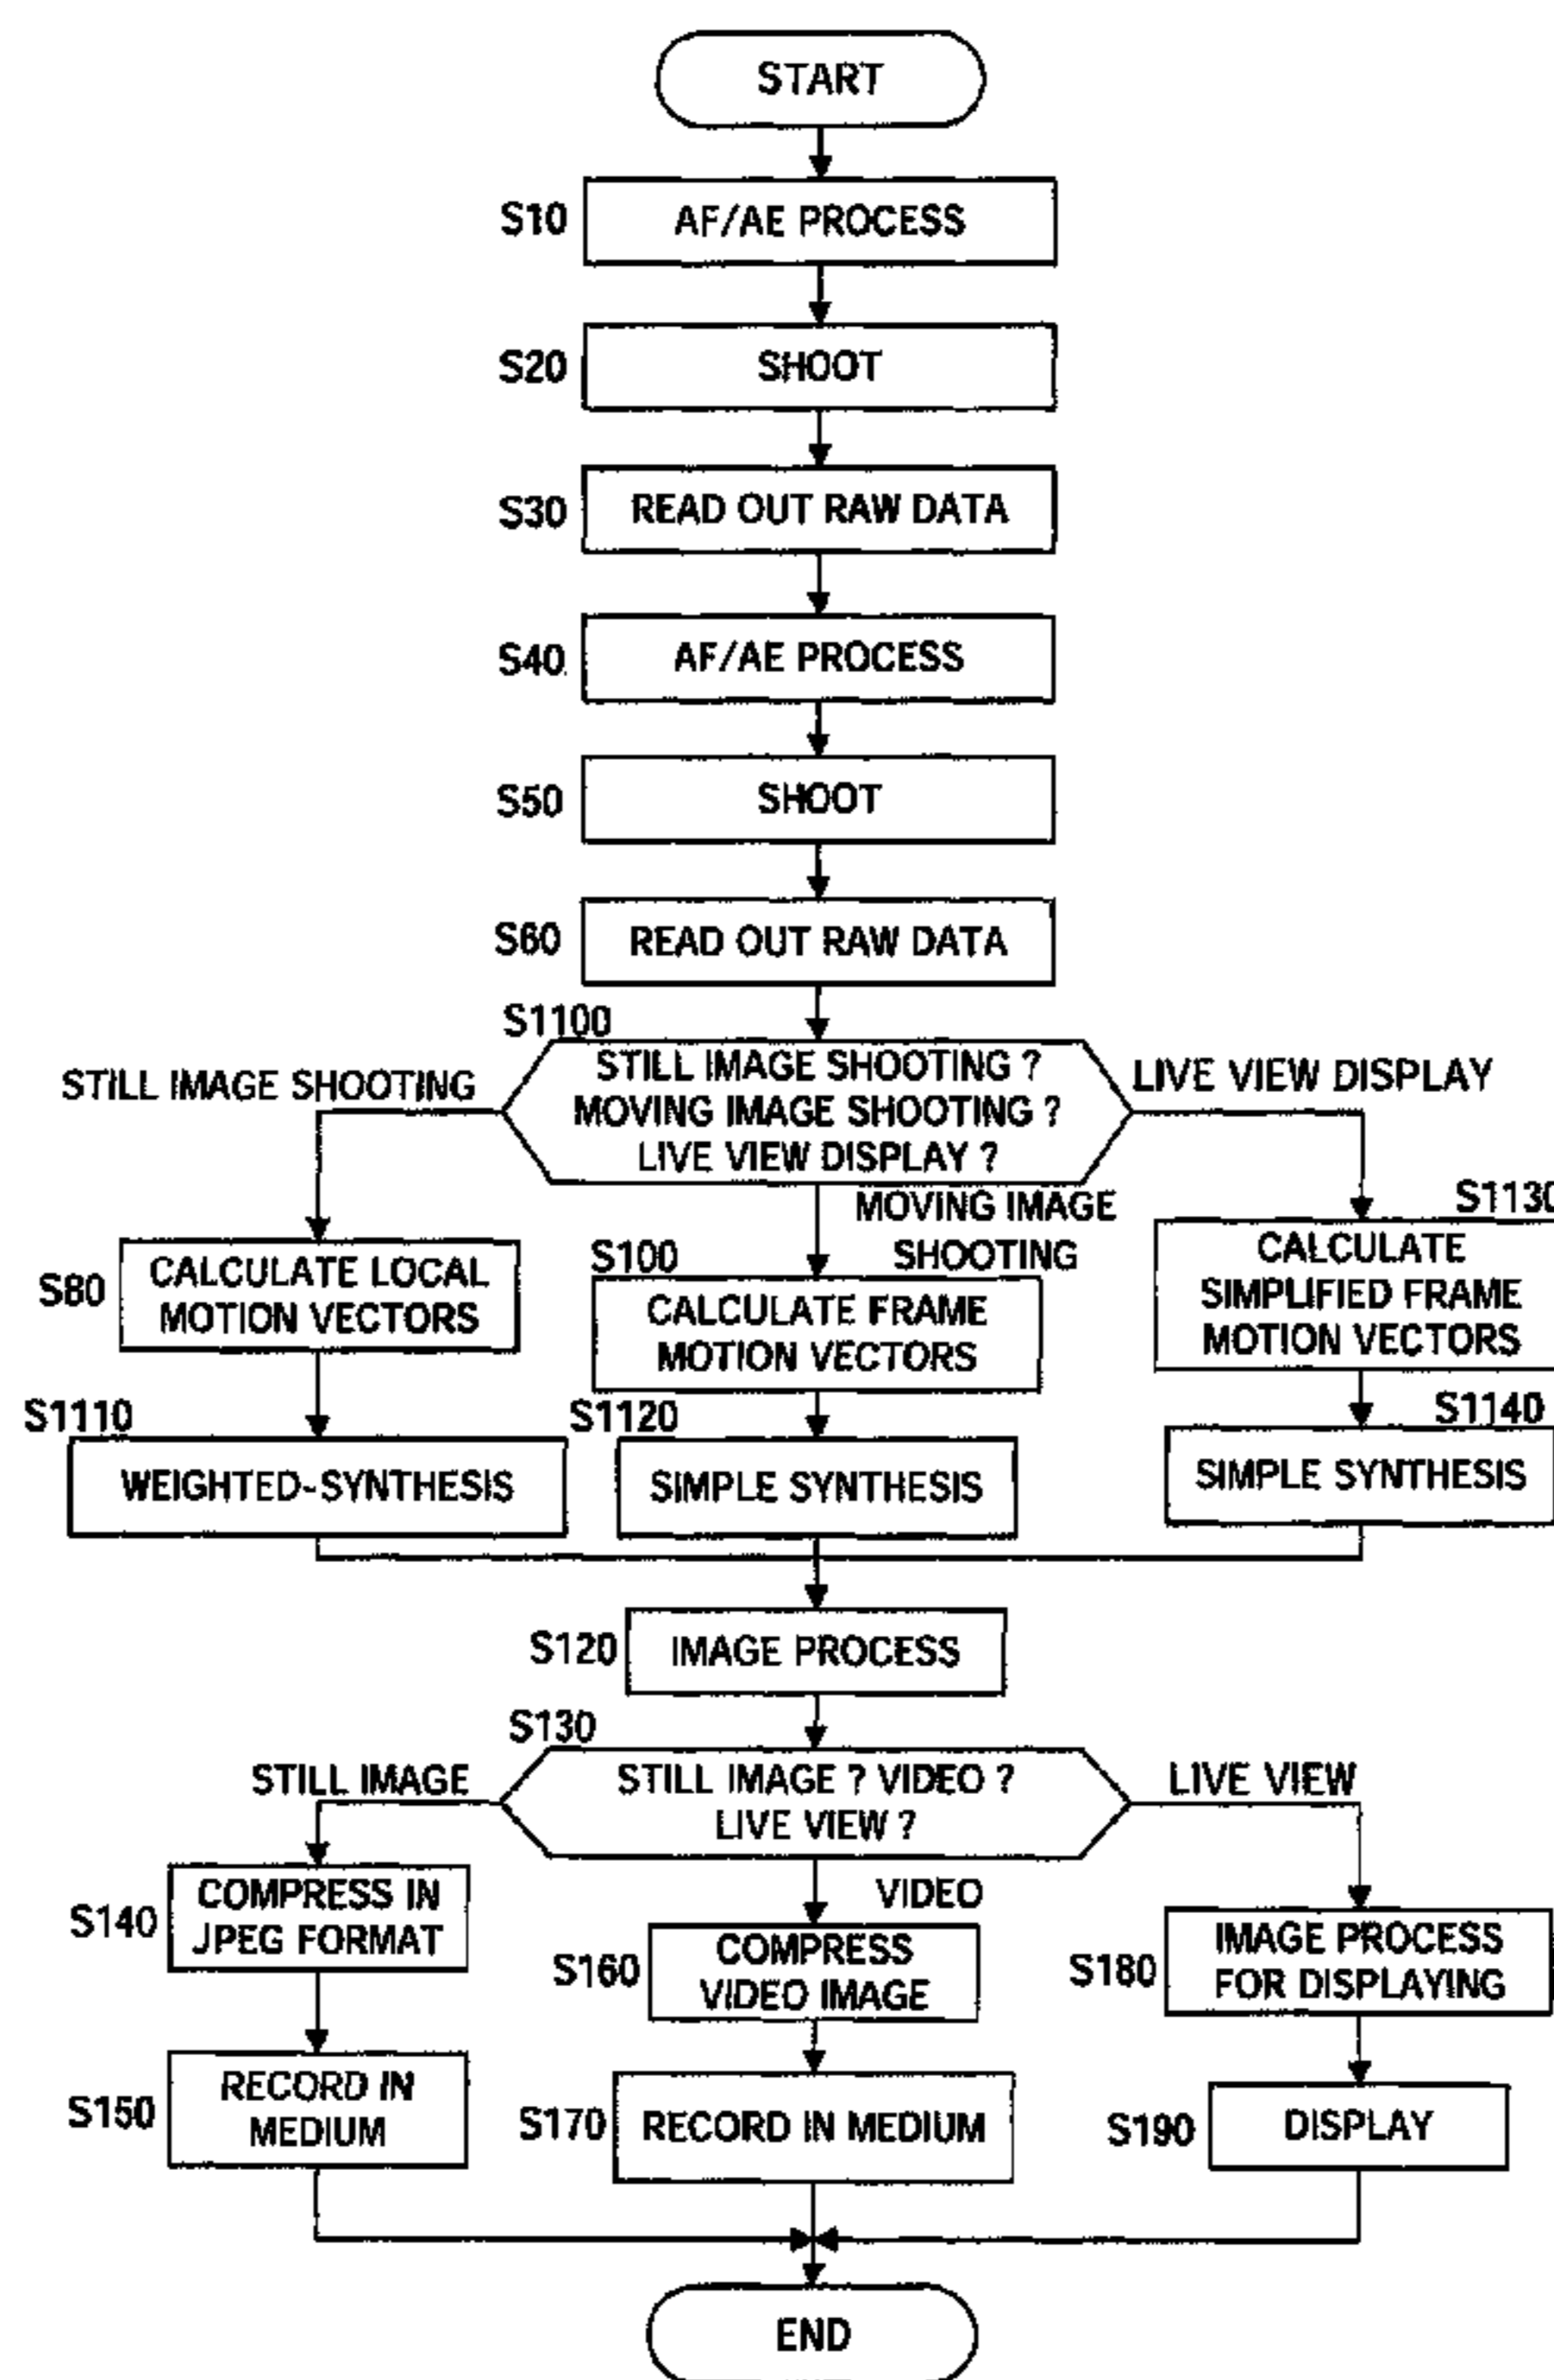 START
S10
AF/AE PROCESS
S20
SHOOT
S30
READ OUT RAW DATA
S40
AF/AE PROCESS
S50
SHOOT
S60
READ OUT RAW DATA
S1100
STILL IMAGE SHOOTING ?
MOVING IMAGE SHOOTING ?
LIVE VIEW DISPLAY ?
STILL IMAGE SHOOTING
LIVE VIEW DISPLAY
MOVING IMAGE
SHOOTING
S80
CALCULATE LOCAL
MOTION VECTORS
S100
CALCULATE FRAME
MOTION VECTORS
S1130
CALCULATE
SIMPLIFIED FRAME
MOTION VECTORS
S1110
WEIGHTED-SYNTHESIS
S1120
SIMPLE SYNTHESIS
S1140
SIMPLE SYNTHESIS
S120
IMAGE PROCESS
S130
STILL IMAGE ? VIDEO ?
LIVE VIEW ?
STILL IMAGE
LIVE VIEW
VIDEO
S140
COMPRESS IN
JPEG FORMAT
S160
COMPRESS
VIDEO IMAGE
S180
IMAGE PROCESS
FOR DISPLAYING
S150
RECORD IN
MEDIUM
S170
RECORD IN MEDIUM
S190
DISPLAY
END